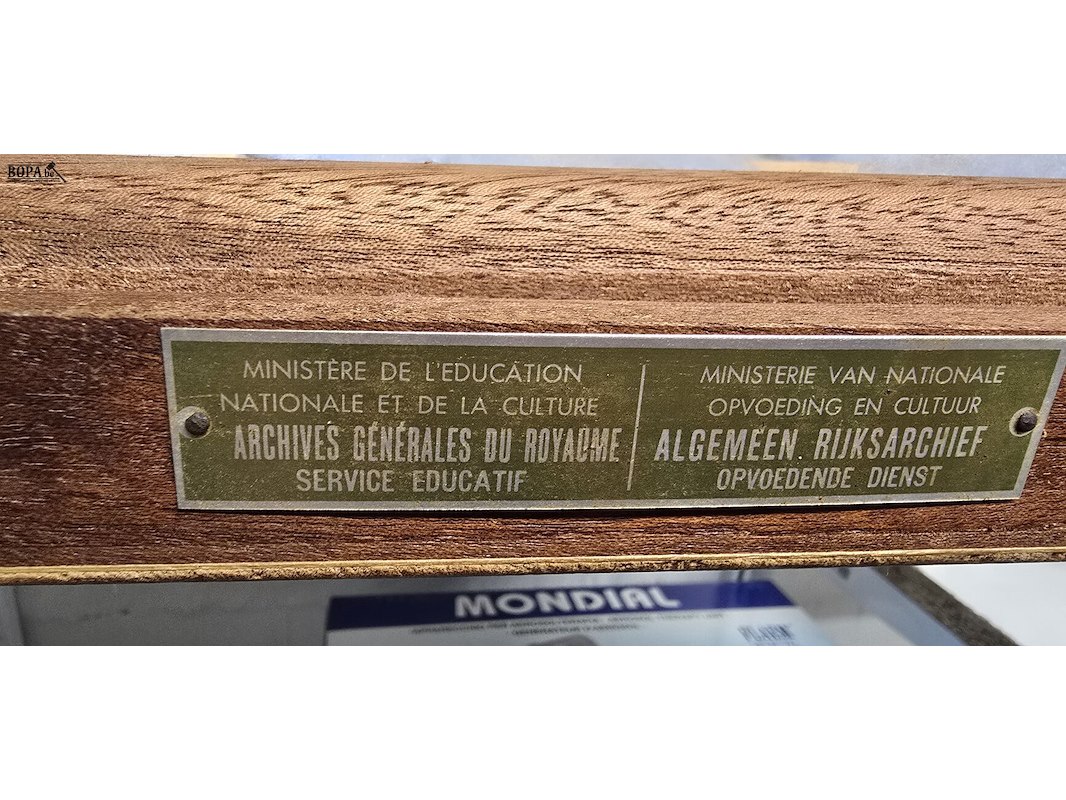 BOPA
MINISTÈRE DE L'EDUCATION
NATIONALE ET DE LA CULTURE
ARCHIVES GÉNÉRALES DU ROYAUME
SERVICE EDUCATIF
MINISTERIE VAN NATIONALE
OPVOEDING EN CULTUUR
ALGEMEEN RIJKSARCHIEF
OPVOEDENDE DIENST
MONDIAL